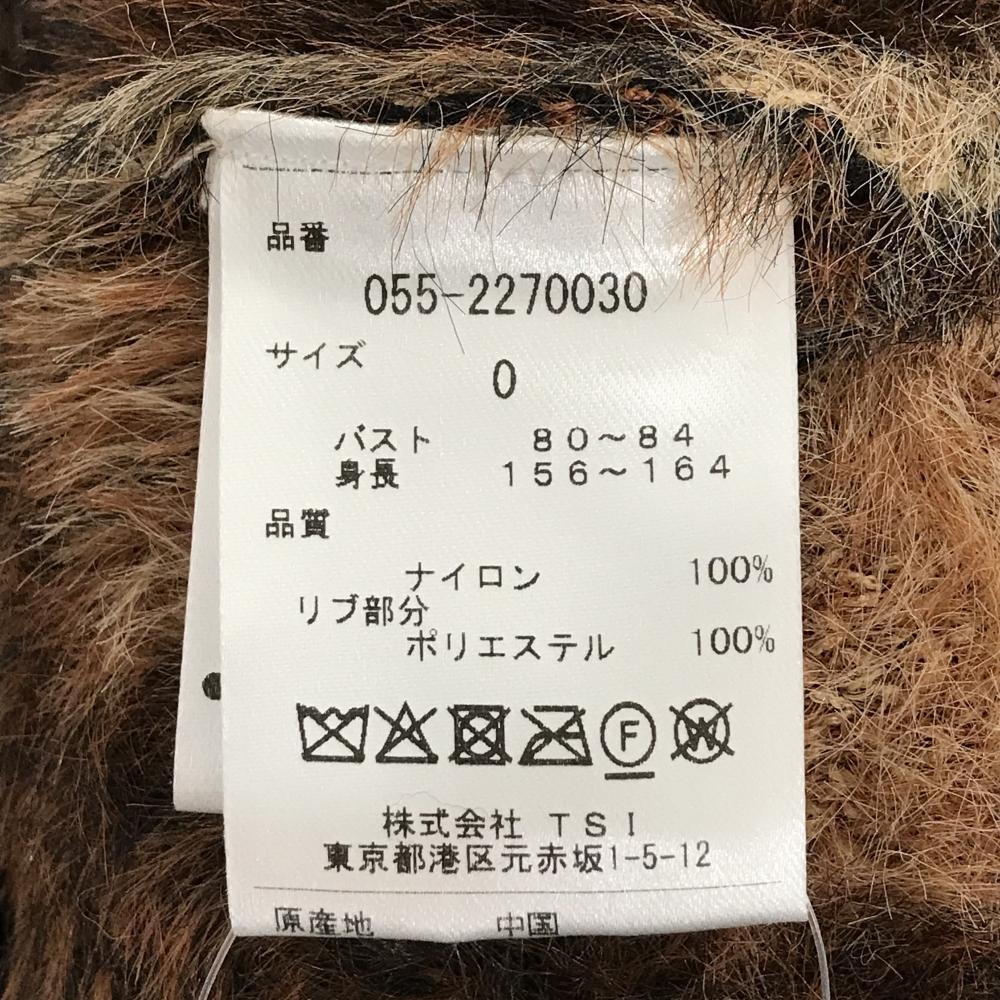 品番
055-2270030
サイズ
0
バスト 80～84
身長 156～164
品質
ナイロン 100%
リブ部分
ポリエステル 100%
F W
株式会社 TSI
東京都港区元赤坂1-5-12
原産地 中国